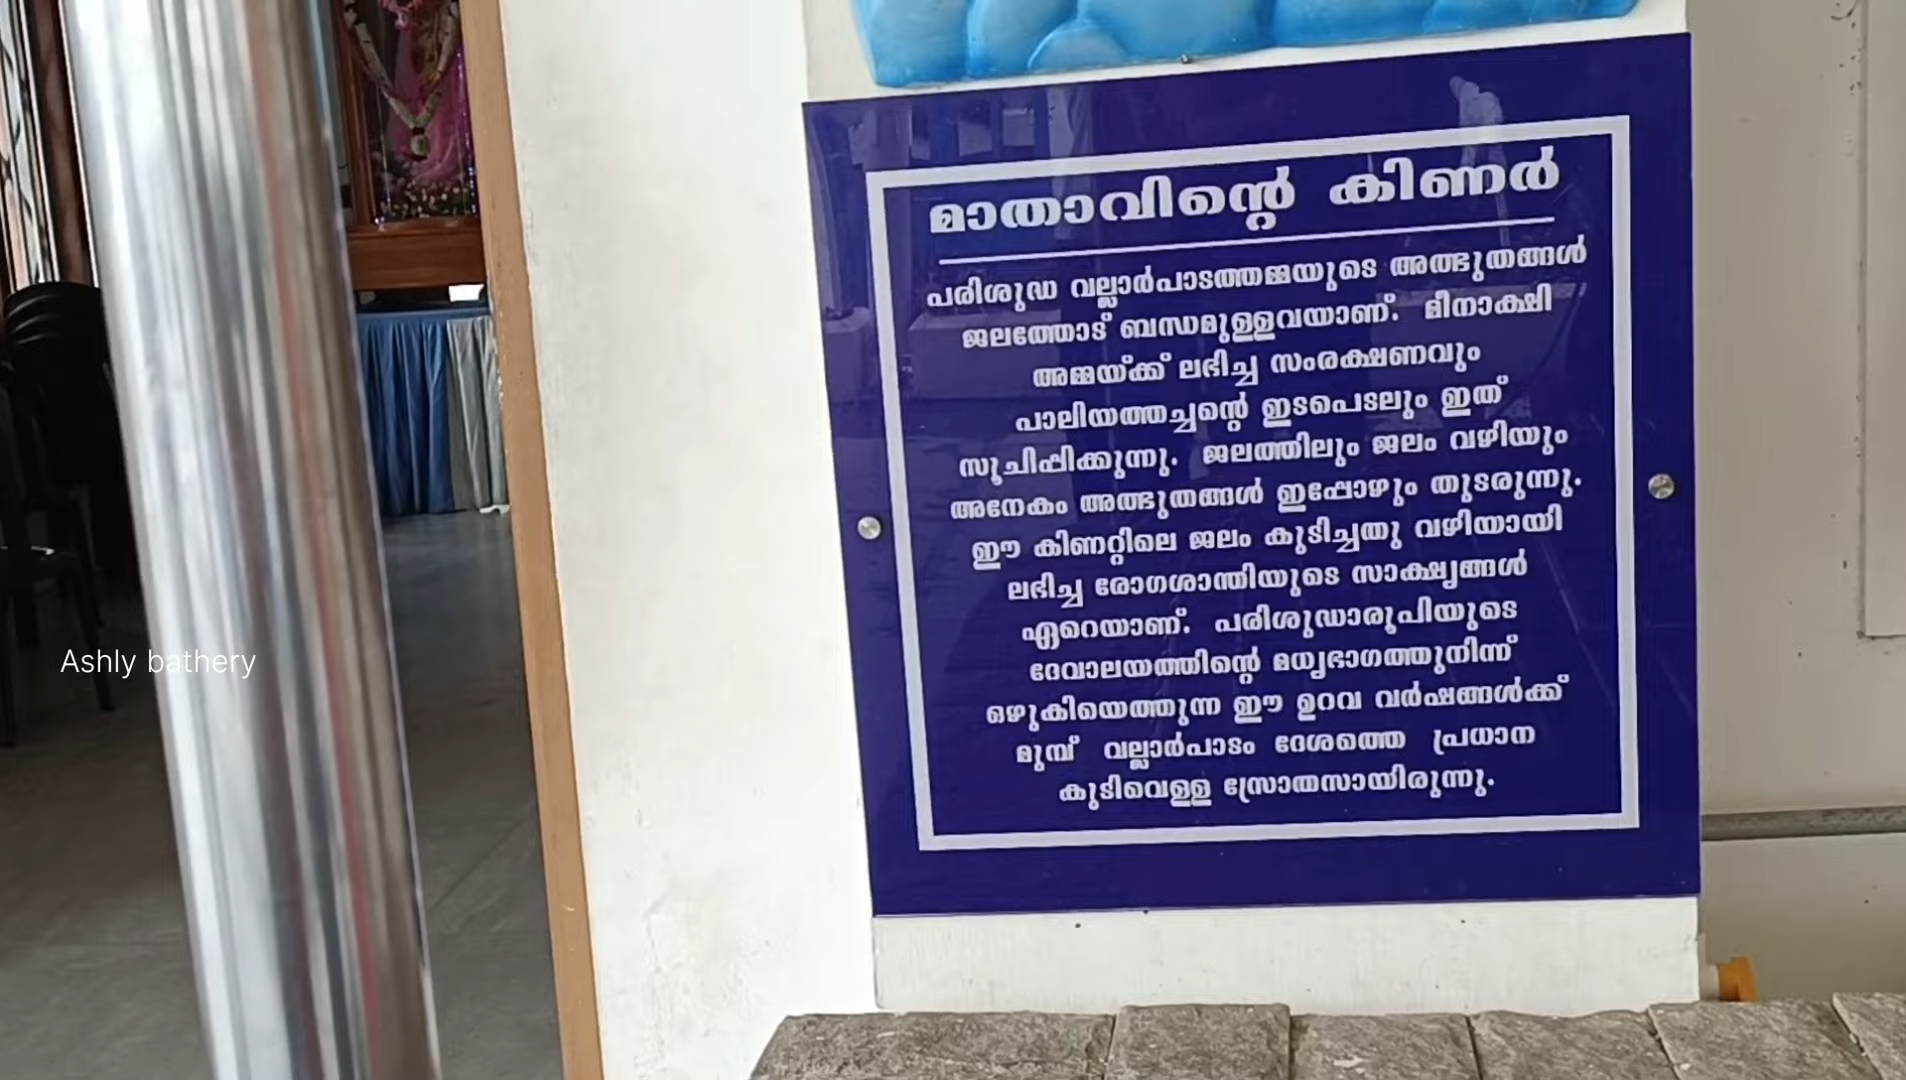 മാതാവിന്റെ കിണർ
പരിശുദ്ധ വല്ലാർപാടത്തമ്മയുടെ അത്ഭുതങ്ങൾ
ജലത്തോട് ബന്ധമുള്ളവയാണ്. മീനാക്ഷി
അമ്മയ്ക്ക് ലഭിച്ച സംരക്ഷണവും
പാലിയത്തച്ചന്റെ ഇടപെടലും ഇത്
സൂചിപ്പിക്കുന്നു. ജലത്തിലും ജലം വഴിയും
അനേകം അത്ഭുതങ്ങൾ ഇപ്പോഴും തുടരുന്നു.
ഈ കിണറ്റിലെ ജലം കുടിച്ചതു വഴിയായി
ലഭിച്ച രോഗശാന്തിയുടെ സാക്ഷ്യങ്ങൾ
ഏറെയാണ്. പരിശുദ്ധാരൂപിയുടെ
ദേവാലയത്തിന്റെ മധ്യഭാഗത്തുനിന്ന്
ഒഴുകിയെത്തുന്ന ഈ ഉറവ വർഷങ്ങൾക്ക്
മുമ്പ് വല്ലാർപാടം ദേശത്തെ പ്രധാന
കുടിവെള്ള സ്രോതസായിരുന്നു.
Ashly bathery